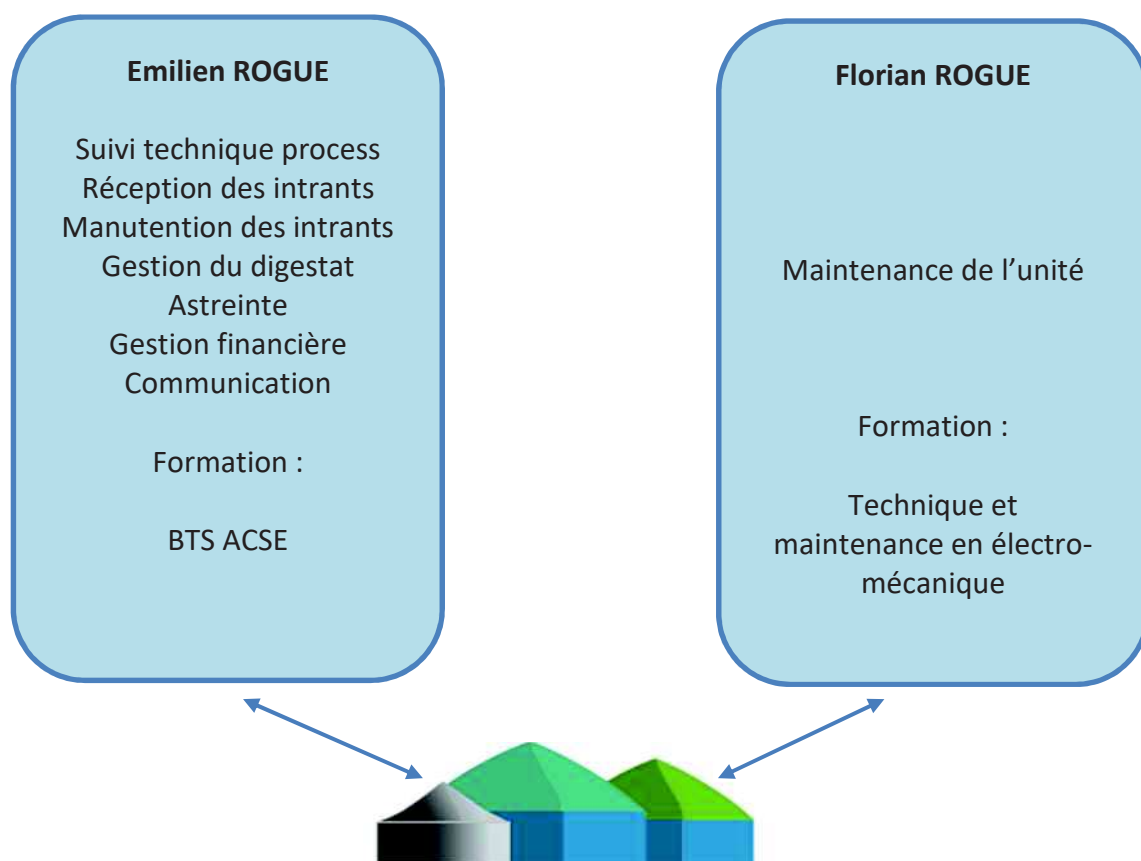 Emilien ROGUE
Suivi technique process
Réception des intrants
Manutention des intrants
Gestion du digestat
Astreinte
Gestion financière
Communication
Formation :
BTS ACSE
Florian ROGUE
Maintenance de l’unité
Formation :
Technique et
maintenance en électro-
mécanique